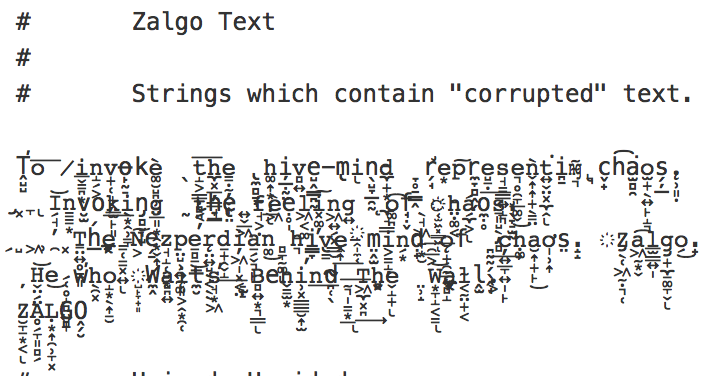 # Zalgo Text
#
# Strings which contain "corrupted" text.
To invoke the hive-mind representing chaos.
Invoking the feeling of chaos.
The Nezperdian hive-mind of chaos. Zalgo.
He Who Waits Behind The Wall.
ZALGO